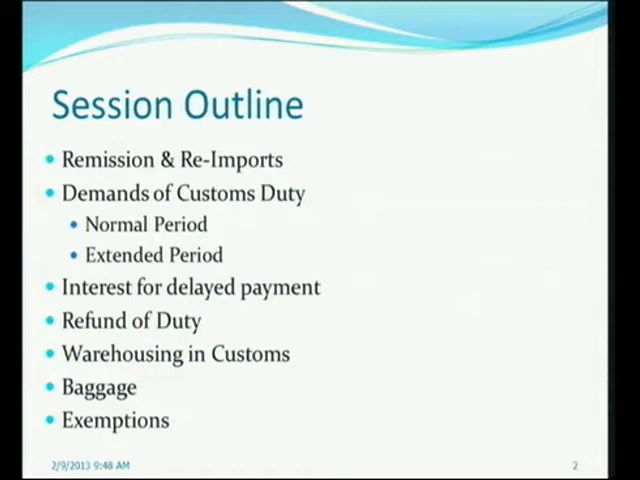 Session Outline
Remission & Re-Imports
Demands of Customs Duty
Normal Period
Extended Period
Interest for delayed payment
Refund of Duty
Warehousing in Customs
Baggage
Exemptions
2/9/2013 9:48 AM
2